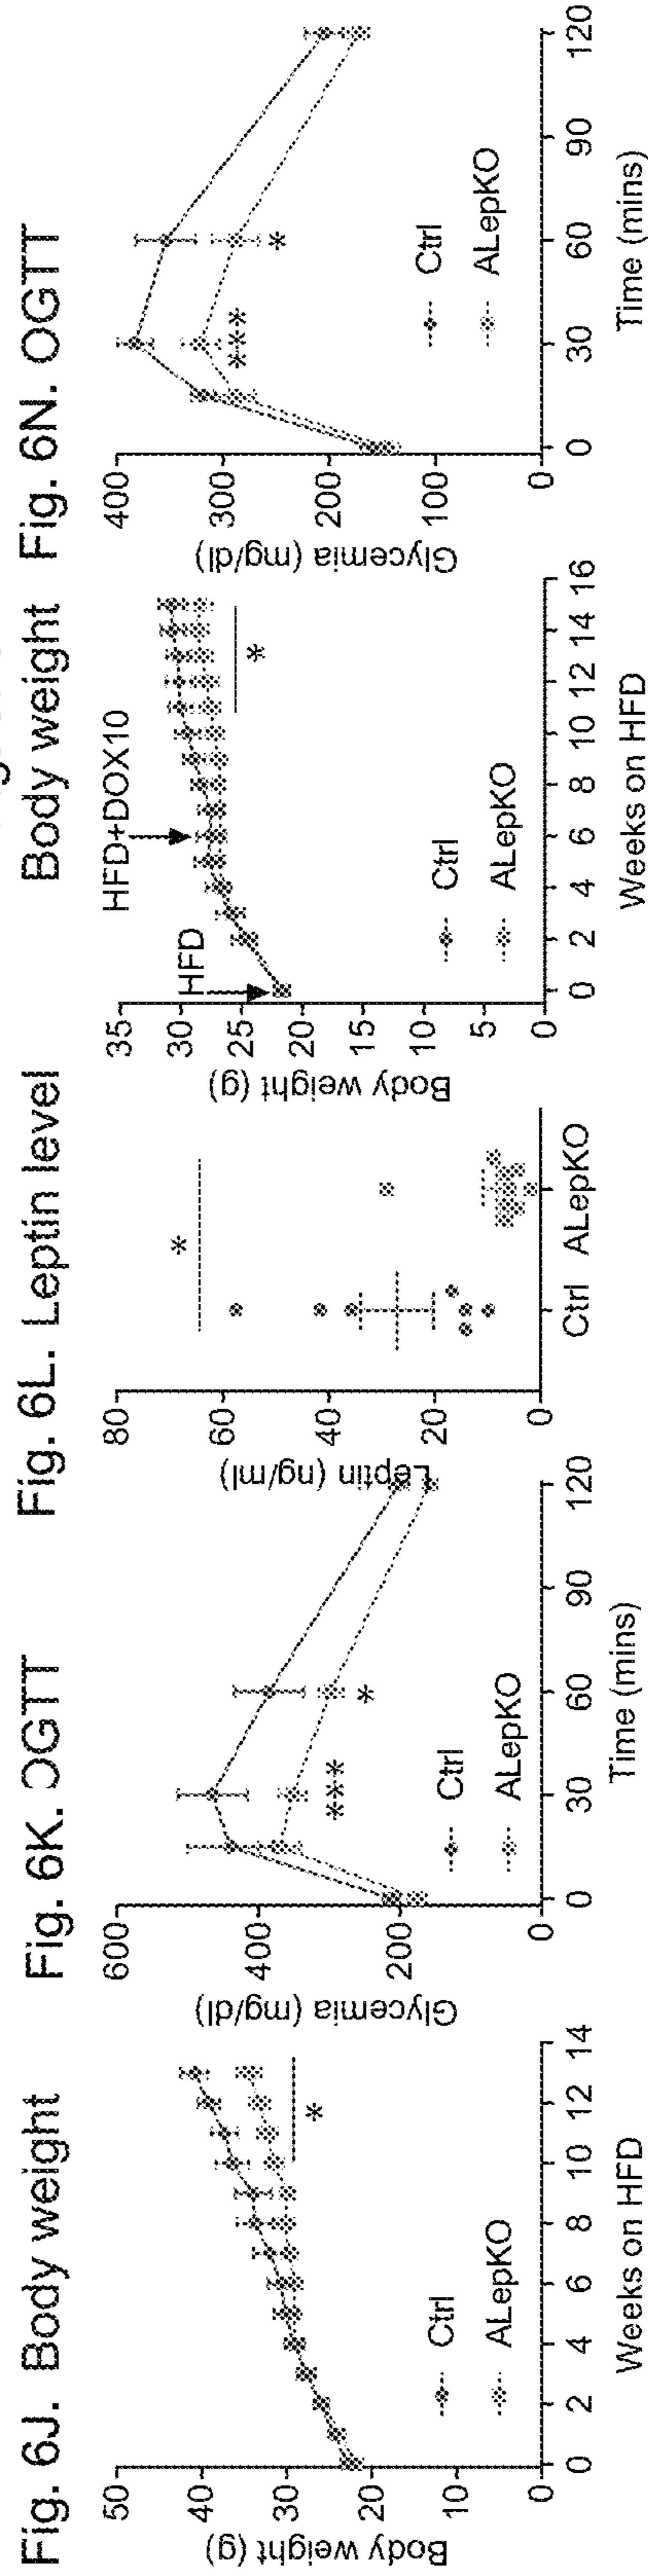 Fig. 6J. Body weight
Body weight (g)
50
40
30
20
10
0
0 2 4 6 8 10 12 14
Weeks on HFD
Ctrl
ALepKO
*
Fig. 6K. OGTT
Glycemia (mg/dl)
600
400
200
0
0 30 60 90 120
Time (mins)
Ctrl
ALepKO
***
*
Fig. 6L. Leptin level
Leptin (ng/ml)
80
60
40
20
0
Ctrl ALepKO
*
Body weight
Body weight (g)
35
30
25
20
15
10
5
0
0 2 4 6 8 10 12 14 16
Weeks on HFD
HFD
HFD+DOX10
Ctrl
ALepKO
*
Fig. 6N. OGTT
Glycemia (mg/dl)
400
300
200
100
0
0 30 60 90 120
Time (mins)
Ctrl
ALepKO
***
*